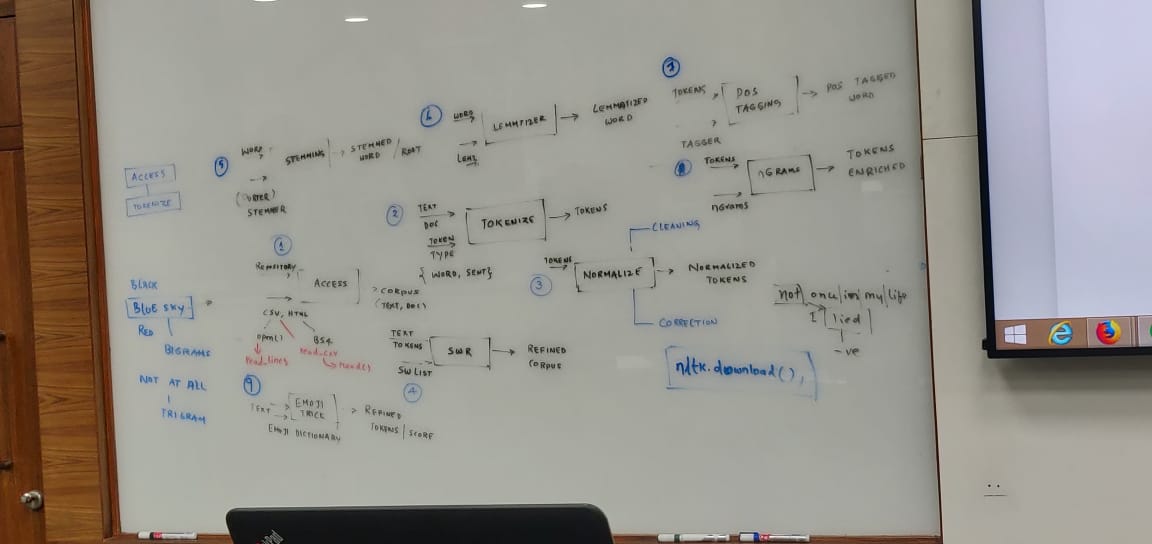 ACCESS
TOKENIZE
BLACK
BLUE SKY
RED
BIGRAMS
NOT AT ALL
TRIGRAM
1
REPOSITORY
ACCESS
CORPUS
(TEXT, DOC)
CSV, HTML
open()
BS4
read_lines
read_csv
read()
2
TEXT
DOC
TOKEN
TYPE
{ WORD, SENT}
TOKENIZE
TOKENS
3
TOKENS
NORMALIZE
NORMALIZED
TOKENS
CLEANING
CORRECTION
4
TEXT
TOKENS
SW LIST
SWR
REFINED
CORPUS
5
WORD
(PORTER)
STEMMER
STEMMING
STEMMED
WORD / ROOT
6
WORD
LEMMTIZER
LEMMATIZED
WORD
7
TOKENS
TAGGER
POS
TAGGING
POS TAGGED
WORD
8
TOKENS
nGrams
nGRAMS
TOKENS
ENRICHED
9
TEXT
EMOJI
TRICK
EMOJI DICTIONARY
REFINED
TOKENS / SCORE
not once in my life
I lied
-ve
nltk.download(),